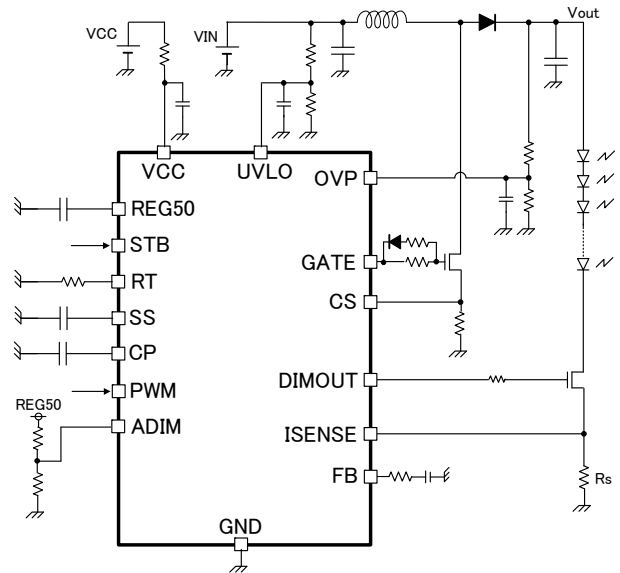 VCC
VIN
Vout
VCC
UVLO
OVP
REG50
STB
GATE
RT
CS
SS
CP
DIMOUT
PWM
REG50
ADIM
ISENSE
FB
Rs
GND